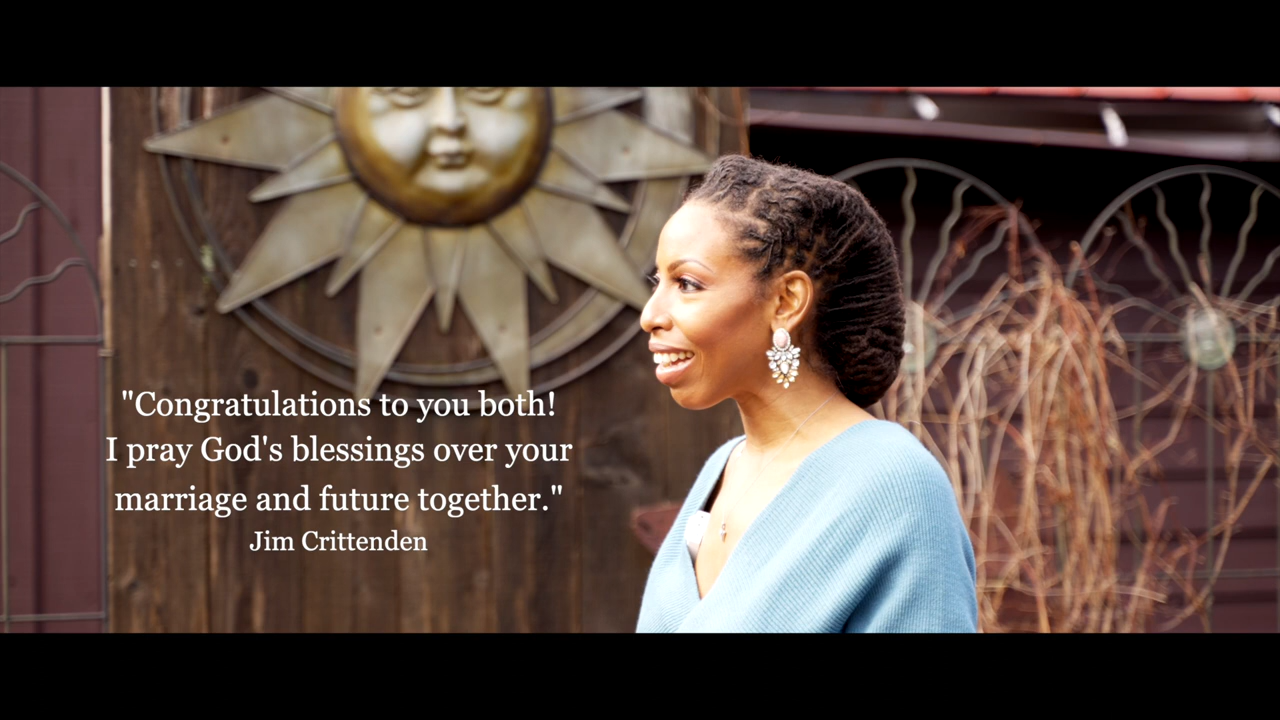 "Congratulations to you both!
I pray God's blessings over your
marriage and future together."
Jim Crittenden